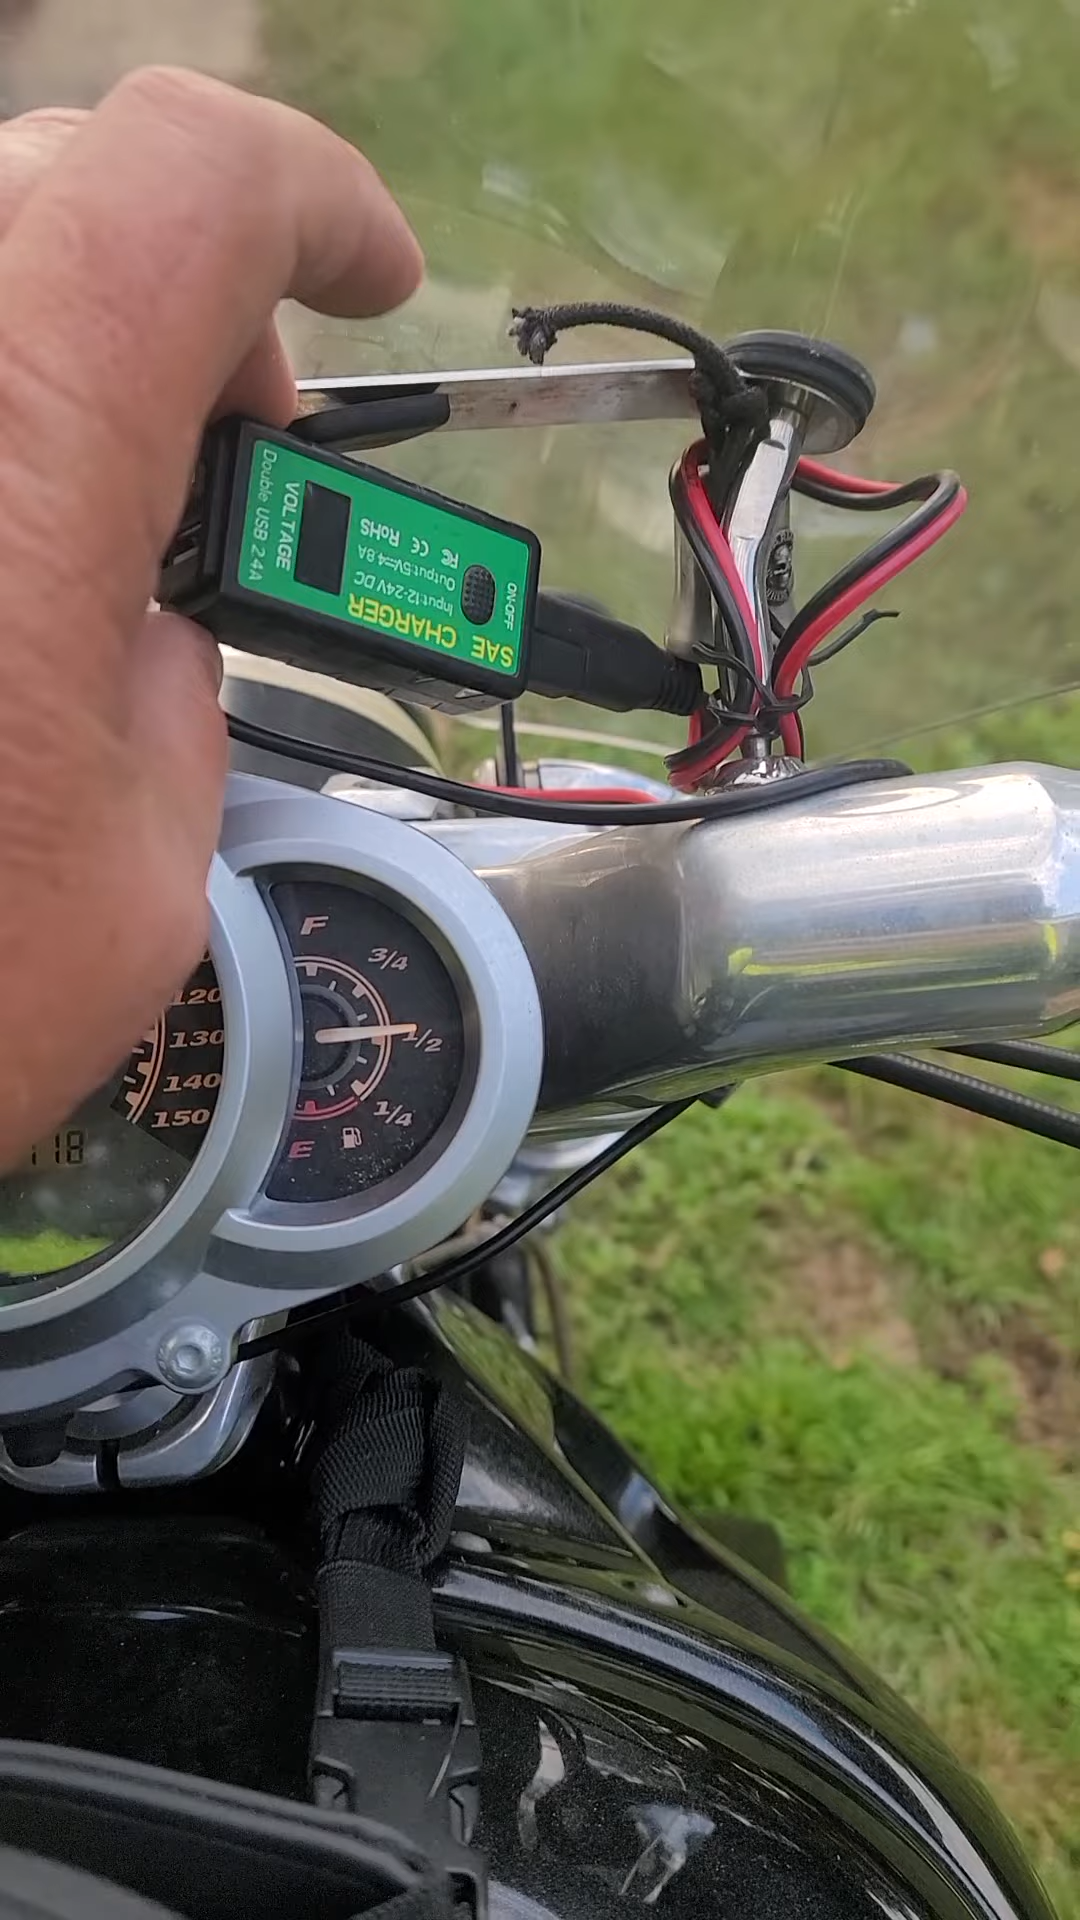 SAE CHARGER
ON-OFF
Input:12-24V DC
Output:5V⎓4.8A
FC CE RoHS
VOLTAGE
Double USB 2.4A
F
3/4
1/2
1/4
E
120
130
140
150
118